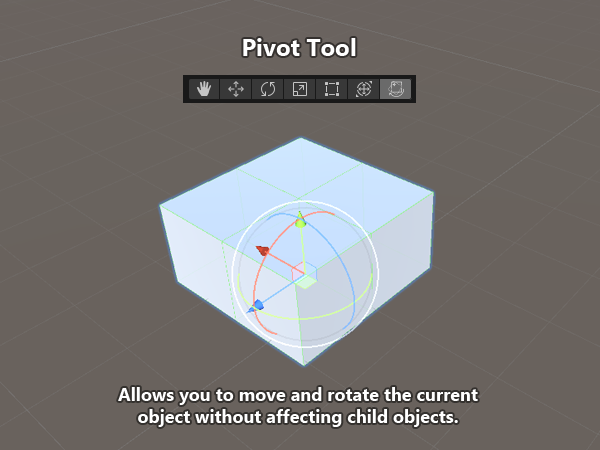 Pivot Tool
Allows you to move and rotate the current
object without affecting child objects.